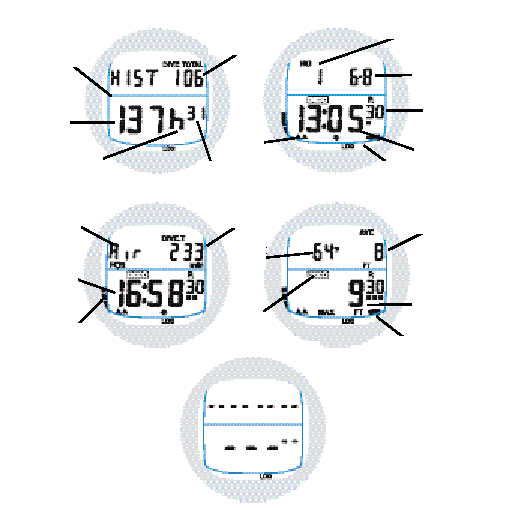 DIVE TOTAL
HIST 106
137h 31
LOG
NO
1 6-8
13:05 30
LOG
DIVE.T
Air 233
16:58 30
LOG
AVE
64 8
FT
9 30
MAX FT
LOG
---- ---
- - - --
LOG